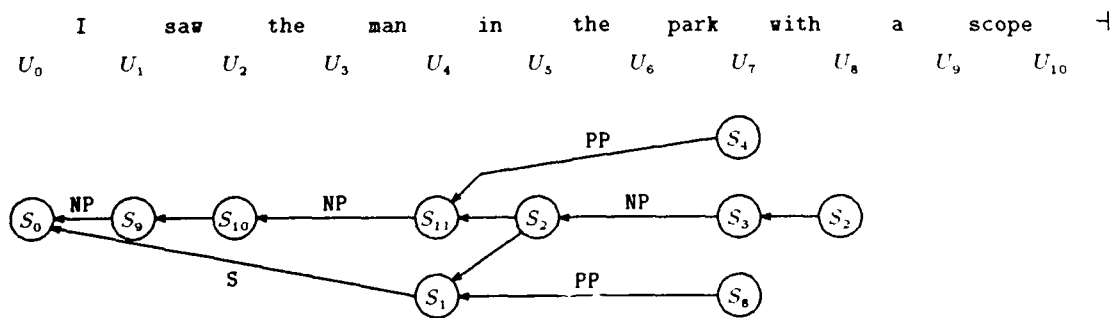 I saw the man in the park with a scope ⊣
U₀ U₁ U₂ U₃ U₄ U₅ U₆ U₇ U₈ U₉ U₁₀
PP S₄
S₀ NP S₉ S₁₀ NP S₁₁ S₂ NP S₃ S₂
S S₁ PP S₈